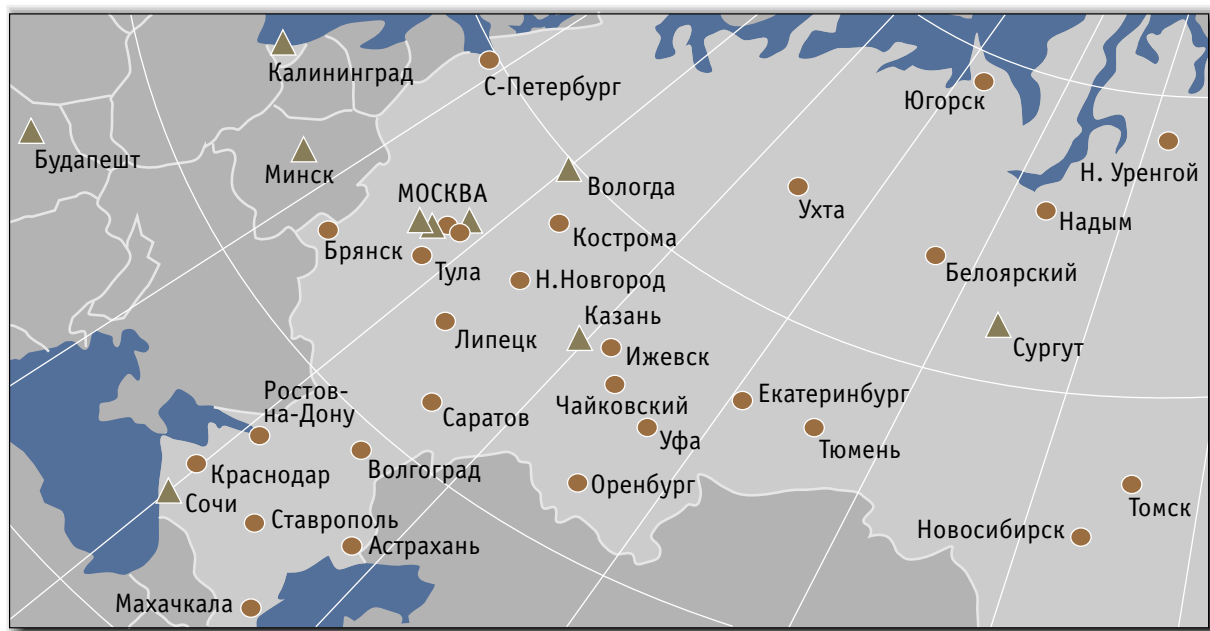 Калининград
С-Петербург
Югорск
Будапешт
Минск
МОСКВА
Вологда
Н. Уренгой
Ухта
Надым
Брянск
Кострома
Тула
Н.Новгород
Белоярский
Казань
Липецк
Ижевск
Сургут
Ростов-
на-Дону
Чайковский
Екатеринбург
Саратов
Уфа
Тюмень
Краснодар
Волгоград
Оренбург
Сочи
Томск
Ставрополь
Новосибирск
Астрахань
Махачкала